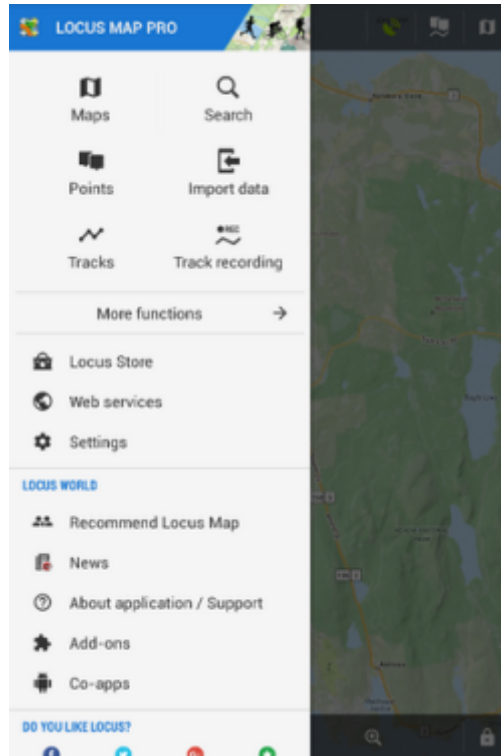 LOCUS MAP PRO
Maps
Search
Points
Import data
REC
Tracks
Track recording
More functions
Locus Store
Web services
Settings
LOCUS WORLD
Recommend Locus Map
News
About application / Support
Add-ons
Co-apps
DO YOU LIKE LOCUS?